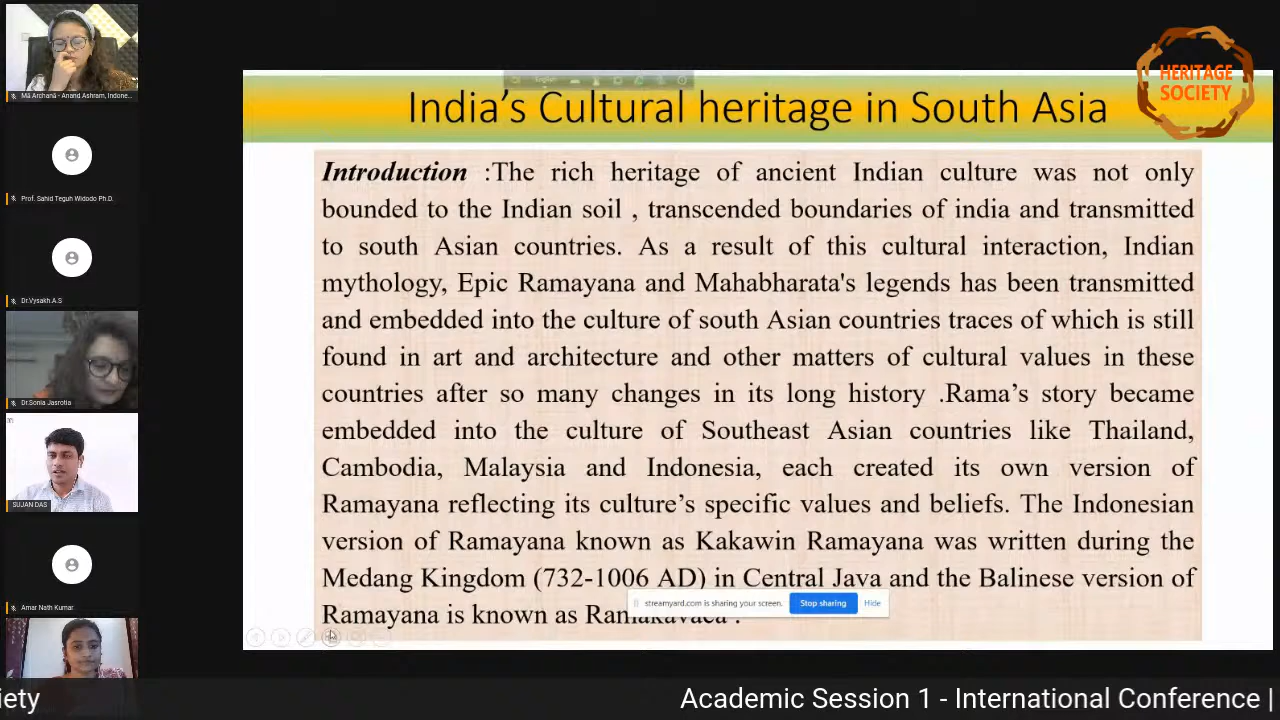 Mā Archanā - Anand Ashram, Indone...
Prof. Sahid Teguh Widodo Ph.D.
Dr.Vysakh.A.S
Dr.Sonia Jasrotia
SUJAN DAS
Amar Nath Kumar
HERITAGE
SOCIETY
India's Cultural heritage in South Asia
Introduction :The rich heritage of ancient Indian culture was not only
bounded to the Indian soil , transcended boundaries of india and transmitted
to south Asian countries. As a result of this cultural interaction, Indian
mythology, Epic Ramayana and Mahabharata's legends has been transmitted
and embedded into the culture of south Asian countries traces of which is still
found in art and architecture and other matters of cultural values in these
countries after so many changes in its long history .Rama's story became
embedded into the culture of Southeast Asian countries like Thailand,
Cambodia, Malaysia and Indonesia, each created its own version of
Ramayana reflecting its culture's specific values and beliefs. The Indonesian
version of Ramayana known as Kakawin Ramayana was written during the
Medang Kingdom (732-1006 AD) in Central Java and the Balinese version of
Ramayana is known as
streamyard.com is sharing your screen. Stop sharing Hide
iety Academic Session 1 - International Conference |